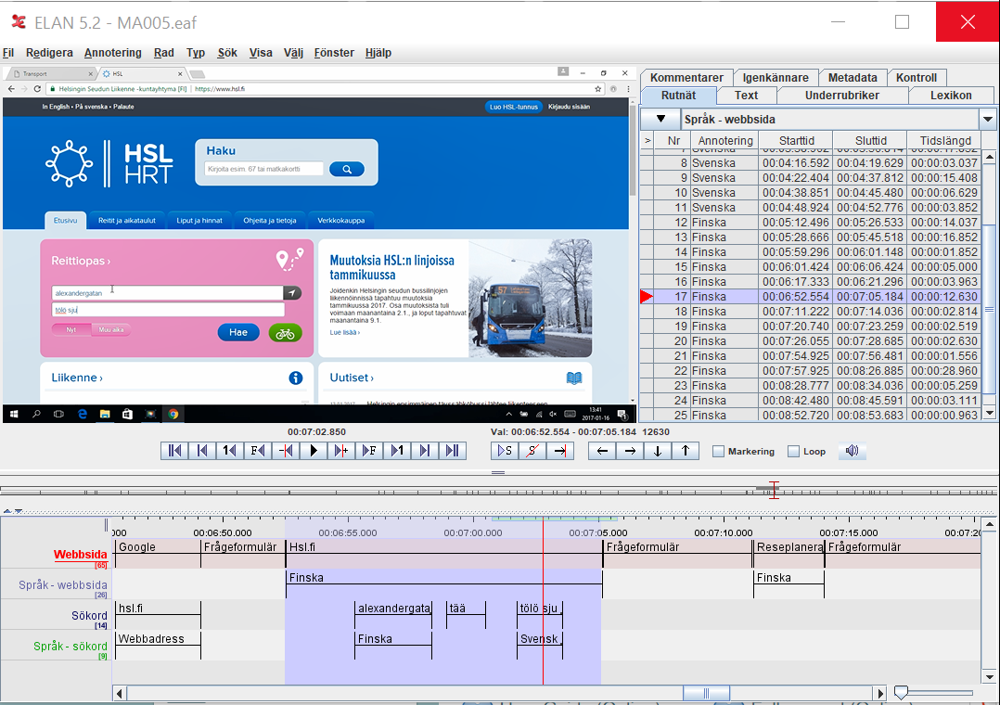 ELAN 5.2 - MA005.eaf
Fil Redigera Annotering Rad Typ Sök Visa Välj Fönster Hjälp
Transport
HSL
Helsingin Seudun Liikenne -kuntayhtymä [FI] | https://www.hsl.fi
In English • På svenska • Palaute
Luo HSL-tunnus
Kirjaudu sisään
HSL
HRT
Haku
Kirjoita esim. 67 tai matkakortti
Etusivu
Reitit ja aikataulut
Liput ja hinnat
Ohjeita ja tietoja
Verkkokauppa
Reittiopas ›
alexandergatan
tölö sju
Nyt
Muu aika
Hae
Muutoksia HSL:n linjoissa
tammikuussa
Joidenkin Helsingin seudun bussilinjojen
liikennöinnissä tapahtuu muutoksia
tammikuussa 2017. Osa muutoksista tuli
voimaan maanantaina 2.1., ja loput tapahtuvat
maanantaina 9.1.
Lue lisää ›
57
Liikenne ›
Uutiset ›
13:41
2017-01-16
Kommentarer
Igenkännare
Metadata
Kontroll
Rutnät
Text
Underrubriker
Lexikon
Språk - webbsida
> Nr Annotering Starttid Sluttid Tidslängd
8 Svenska 00:04:16.592 00:04:19.629 00:00:03.037
9 Svenska 00:04:22.404 00:04:37.812 00:00:15.408
10 Svenska 00:04:38.851 00:04:45.480 00:00:06.629
11 Svenska 00:04:48.924 00:04:52.776 00:00:03.852
12 Finska 00:05:12.496 00:05:26.533 00:00:14.037
13 Finska 00:05:28.666 00:05:45.518 00:00:16.852
14 Finska 00:05:59.296 00:06:01.148 00:00:01.852
15 Finska 00:06:01.424 00:06:06.424 00:00:05.000
16 Finska 00:06:17.333 00:06:21.296 00:00:03.963
17 Finska 00:06:52.554 00:07:05.184 00:00:12.630
18 Finska 00:07:11.222 00:07:14.036 00:00:02.814
19 Finska 00:07:20.740 00:07:23.259 00:00:02.519
20 Finska 00:07:26.055 00:07:28.685 00:00:02.630
21 Finska 00:07:54.925 00:07:56.481 00:00:01.556
22 Finska 00:07:57.925 00:08:26.885 00:00:28.960
23 Finska 00:08:28.777 00:08:34.036 00:00:05.259
24 Finska 00:08:42.480 00:08:45.591 00:00:03.111
25 Finska 00:08:52.720 00:08:53.683 00:00:00.963
00:07:02.850
Val: 00:06:52.554 - 00:07:05.184 12630
Markering
Loop
00:06:50.000 00:06:55.000 00:07:00.000 00:07:05.000 00:07:10.000 00:07:15.000 00:07:20
Webbsida
[65]
Google Frågeformulär Hsl.fi Frågeformulär Reseplanera Frågeformulär
Språk - webbsida
[26]
Finska Finska
Sökord
[14]
hsl.fi alexandergata tää tölö sju
Språk - sökord
[9]
Webbadress Finska Svensk